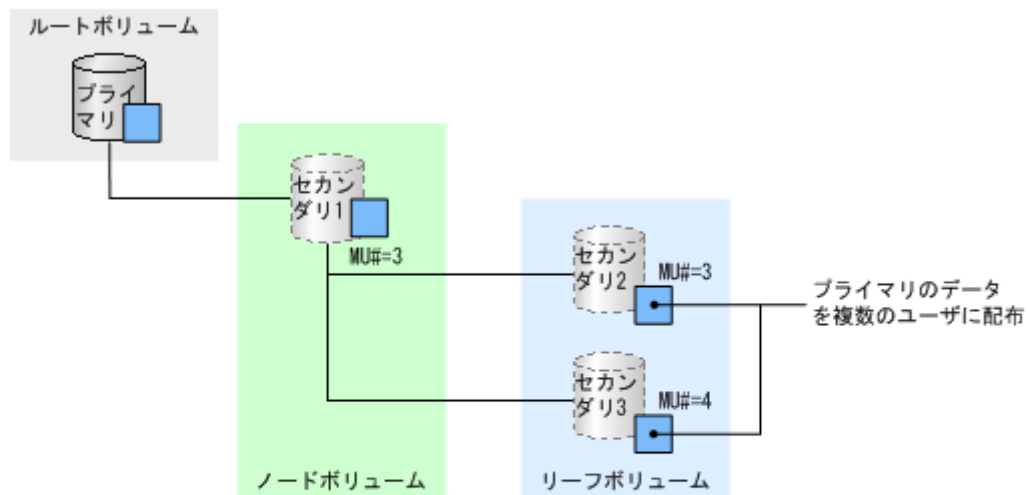 ルートボリューム
プライ
マリ
セカン
ダリ1
MU#=3
セカン
ダリ2
MU#=3
プライマリのデータ
を複数のユーザに配布
セカン
ダリ3
MU#=4
ノードボリューム
リーフボリューム